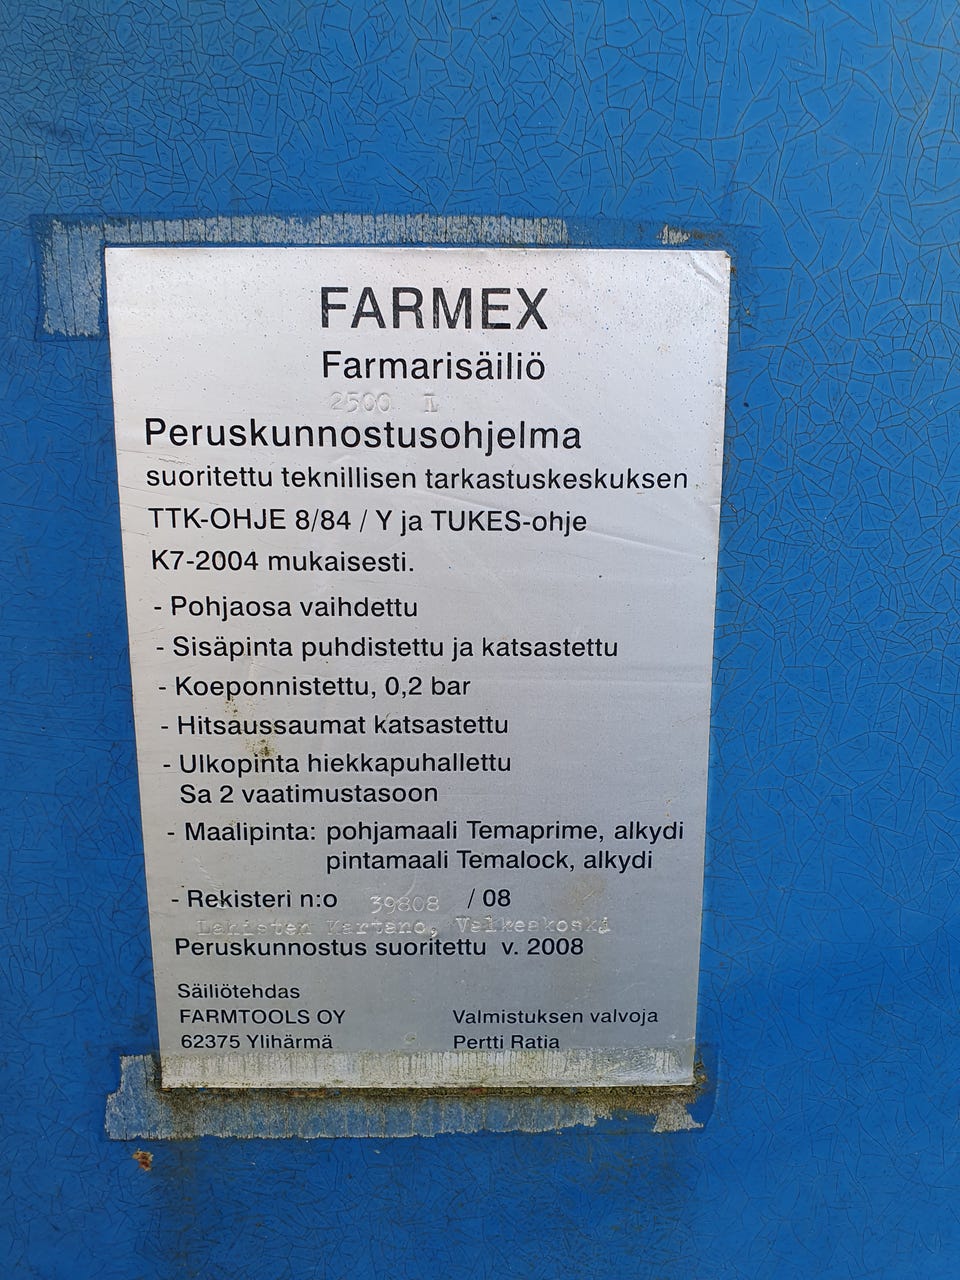 FARMEX
Farmarisäiliö
2500 L
Peruskunnostusohjelma
suoritettu teknillisen tarkastuskeskuksen
TTK-OHJE 8/84 / Y ja TUKES-ohje
K7-2004 mukaisesti.
- Pohjaosa vaihdettu
- Sisäpinta puhdistettu ja katsastettu
- Koeponnistettu, 0,2 bar
- Hitsaussaumat katsastettu
- Ulkopinta hiekkapuhallettu
Sa 2 vaatimustasoon
- Maalipinta: pohjamaali Temaprime, alkydi
pintamaali Temalock, alkydi
- Rekisteri n:o 39808 / 08
Lahisten Kartano, Valkeakoski
Peruskunnostus suoritettu v. 2008
Säiliötehdas
FARMTOOLS OY Valmistuksen valvoja
62375 Ylihärmä Pertti Ratia